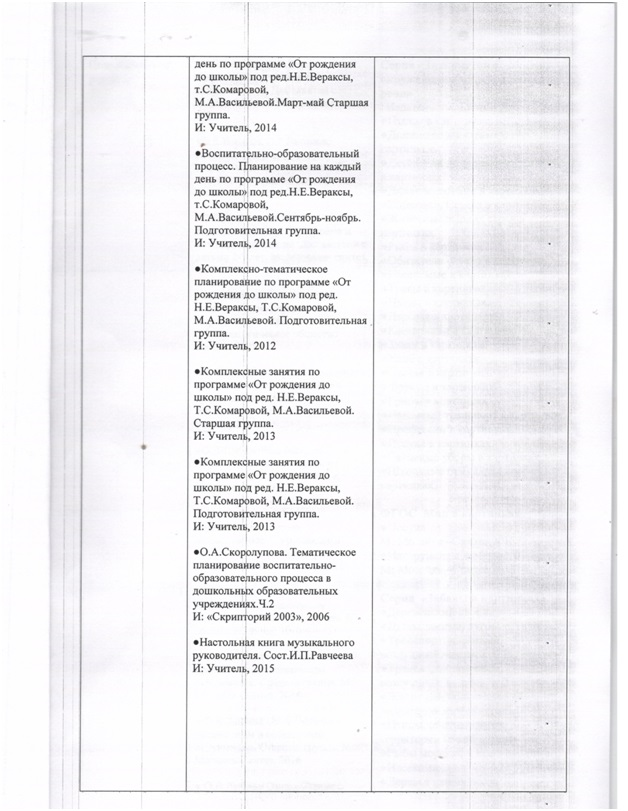 день по программе «От рождения
до школы» под ред.Н.Е.Вераксы,
т.С.Комаровой,
М.А.Васильевой.Март-май Старшая
группа.
И: Учитель, 2014
●Воспитательно-образовательный
процесс. Планирование на каждый
день по программе «От рождения
до школы» под ред.Н.Е.Вераксы,
т.С.Комаровой,
М.А.Васильевой.Сентябрь-ноябрь.
Подготовительная группа.
И: Учитель, 2014
●Комплексно-тематическое
планирование по программе «От
рождения до школы» под ред.
Н.Е.Вераксы, Т.С.Комаровой,
М.А.Васильевой. Подготовительная
группа.
И: Учитель, 2012
●Комплексные занятия по
программе «От рождения до
школы» под ред. Н.Е.Вераксы,
Т.С.Комаровой, М.А.Васильевой.
Старшая группа.
И: Учитель, 2013
●Комплексные занятия по
программе «От рождения до
школы» под ред. Н.Е.Вераксы,
Т.С.Комаровой, М.А.Васильевой.
Подготовительная группа.
И: Учитель, 2013
●О.А.Скоролупова. Тематическое
планирование воспитательно-
образовательного процесса в
дошкольных образовательных
учреждениях.Ч.2
И: «Скрипторий 2003», 2006
●Настольная книга музыкального
руководителя. Сост.И.П.Равчеева
И: Учитель, 2015